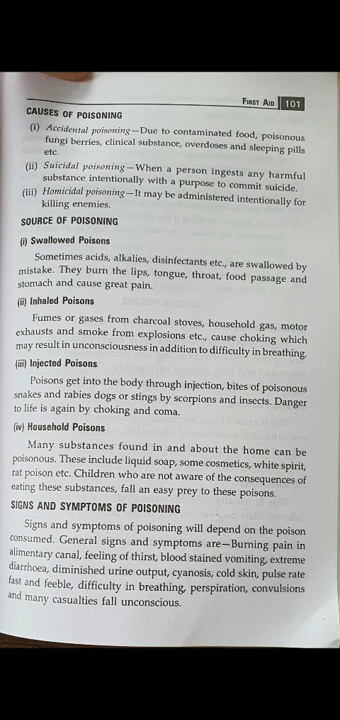 FIRST AID 101
CAUSES OF POISONING
(i) Accidental poisoning—Due to contaminated food, poisonous
fungi berries, clinical substance, overdoses and sleeping pills
etc.
(ii) Suicidal poisoning—When a person ingests any harmful
substance intentionally with a purpose to commit suicide.
(iii) Homicidal poisoning—It may be administered intentionally for
killing enemies.
SOURCE OF POISONING
(i) Swallowed Poisons
Sometimes acids, alkalies, disinfectants etc., are swallowed by
mistake. They burn the lips, tongue, throat, food passage and
stomach and cause great pain.
(ii) Inhaled Poisons
Fumes or gases from charcoal stoves, household gas, motor
exhausts and smoke from explosions etc., cause choking which
may result in unconsciousness in addition to difficulty in breathing.
(iii) Injected Poisons
Poisons get into the body through injection, bites of poisonous
snakes and rabies dogs or stings by scorpions and insects. Danger
to life is again by choking and coma.
(iv) Household Poisons
Many substances found in and about the home can be
poisonous. These include liquid soap, some cosmetics, white spirit,
rat poison etc. Children who are not aware of the consequences of
eating these substances, fall an easy prey to these poisons.
SIGNS AND SYMPTOMS OF POISONING
Signs and symptoms of poisoning will depend on the poison
consumed. General signs and symptoms are—Burning pain in
alimentary canal, feeling of thirst, blood stained vomiting, extreme
diarrhoea, diminished urine output, cyanosis, cold skin, pulse rate
fast and feeble, difficulty in breathing, perspiration, convulsions
and many casualties fall unconscious.